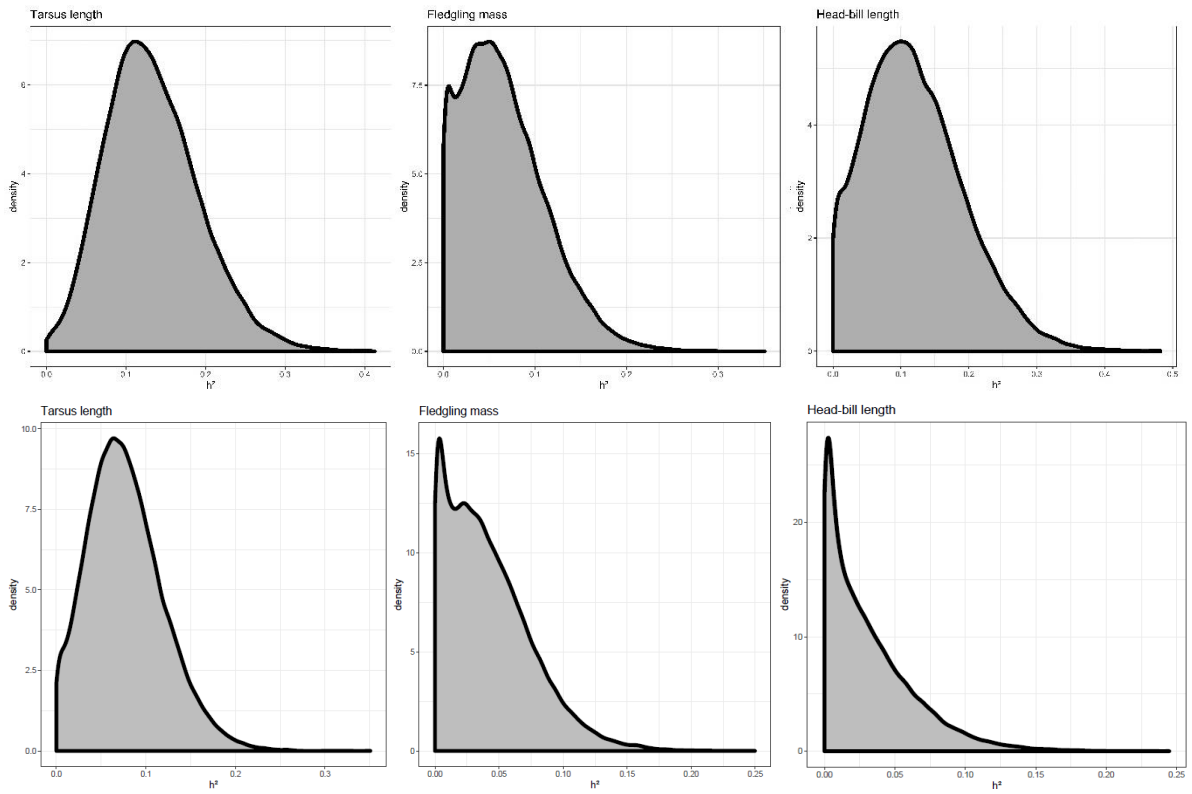 Tarsus length
6
4
2
0
density
0.0 0.1 0.2 0.3 0.4
h²
Fledgling mass
7.5
5.0
2.5
0.0
density
0.0 0.1 0.2 0.3
h²
Head-bill length
4
2
0
density
0.0 0.1 0.2 0.3 0.4 0.5
h²
Tarsus length
10.0
7.5
5.0
2.5
0.0
density
0.0 0.1 0.2 0.3
h²
Fledgling mass
15
10
5
0
density
0.00 0.05 0.10 0.15 0.20 0.25
h²
Head-bill length
20
10
0
density
0.00 0.05 0.10 0.15 0.20 0.25
h²